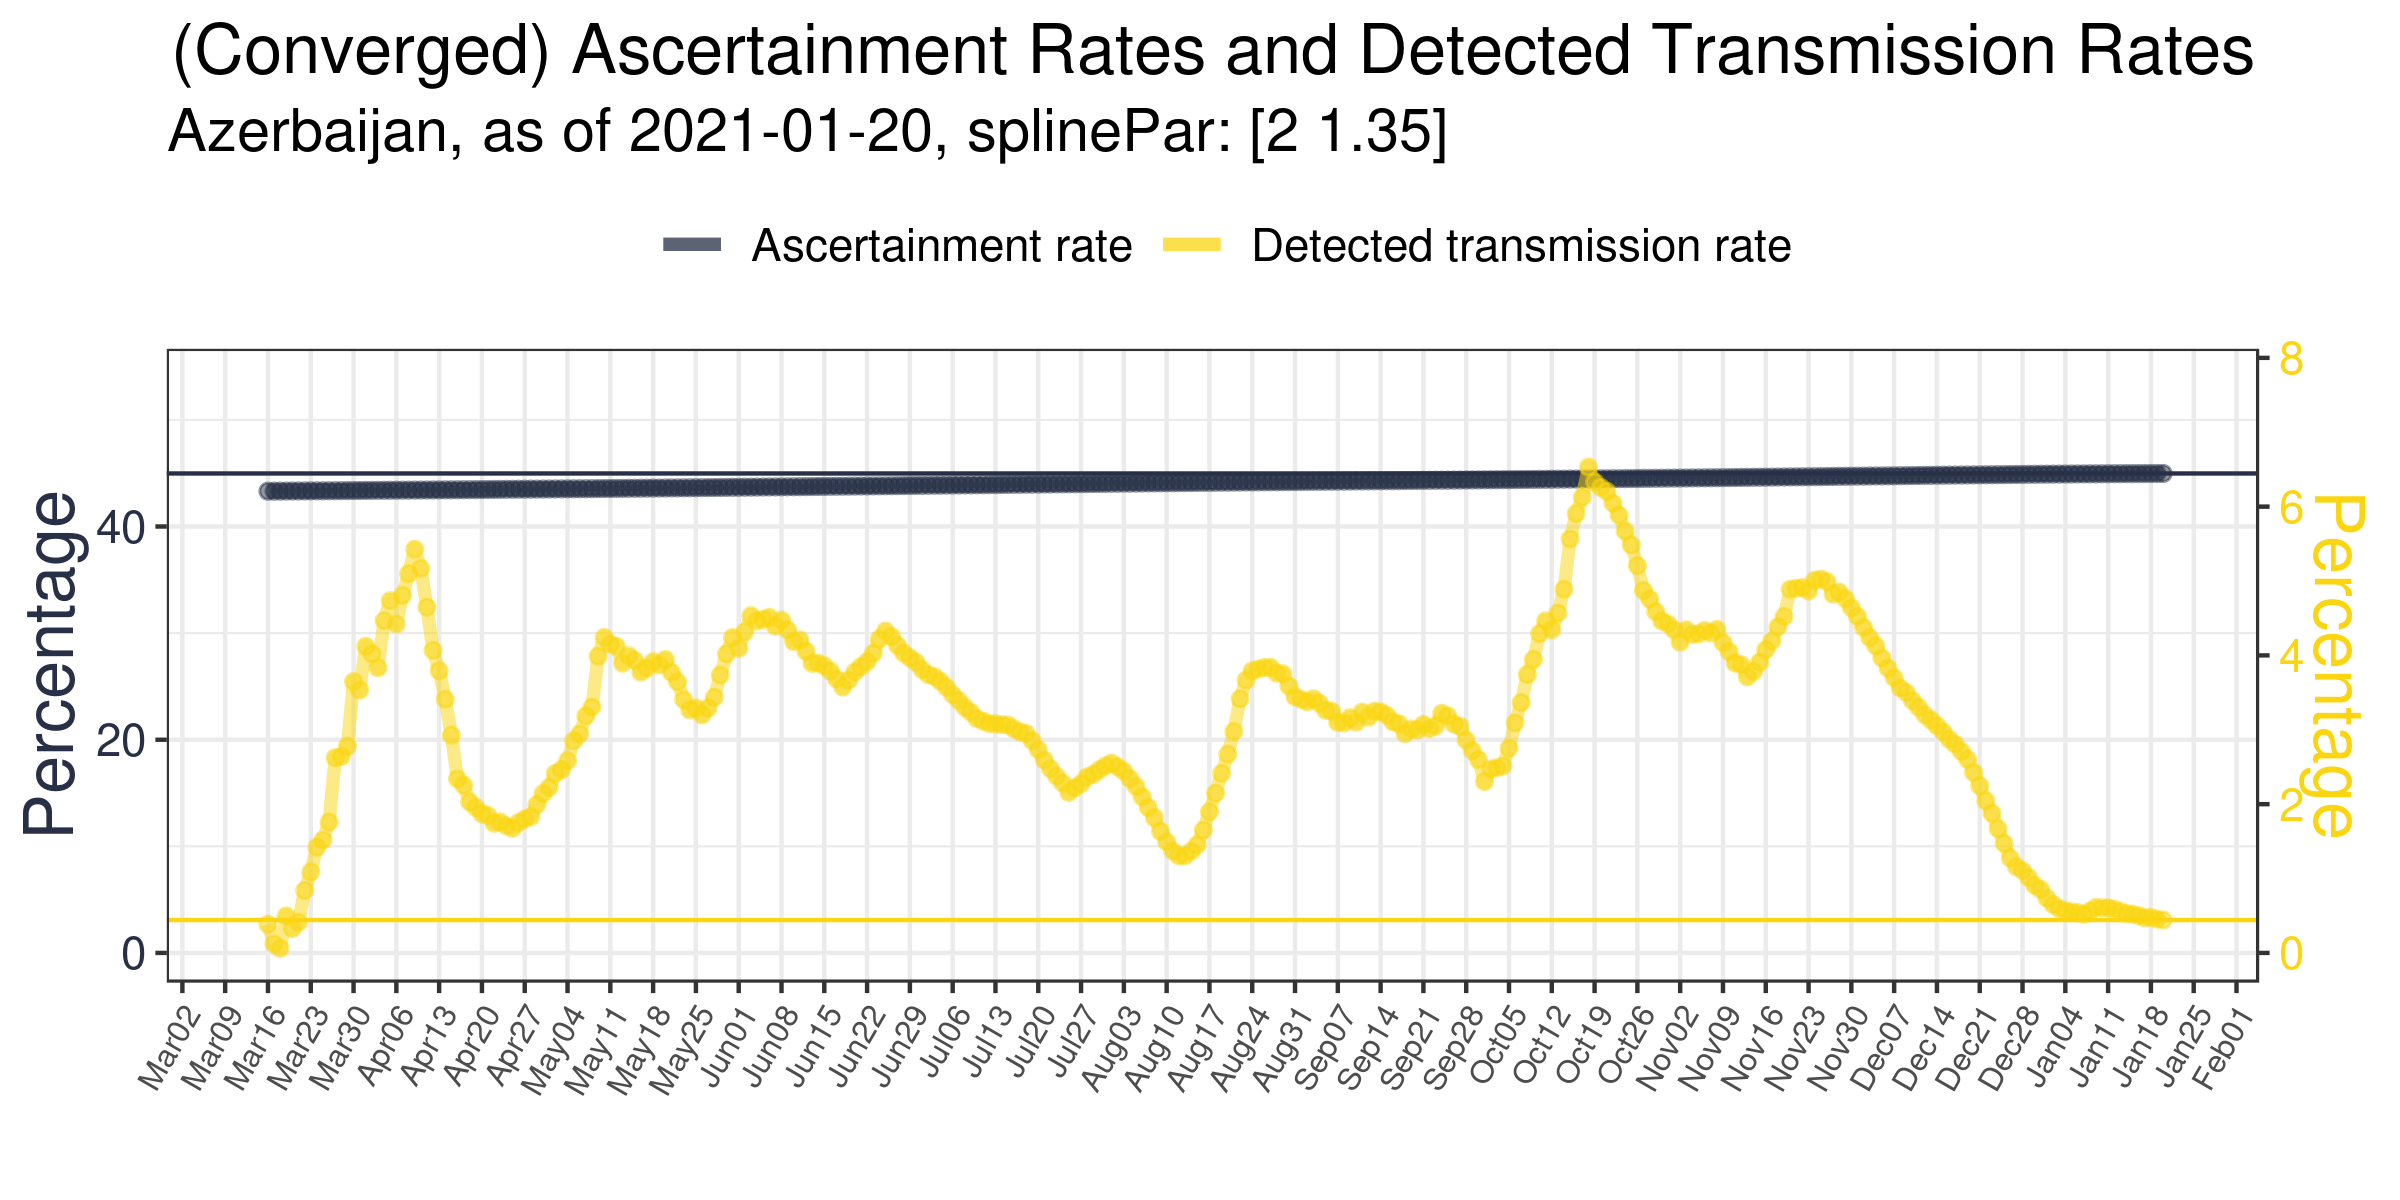 (Converged) Ascertainment Rates and Detected Transmission Rates
Azerbaijan, as of 2021-01-20, splinePar: [2 1.35]
Ascertainment rate Detected transmission rate
Percentage
40
20
0
8
6
4
2
0
Percentage
Mar02 Mar09 Mar16 Mar23 Mar30 Apr06 Apr13 Apr20 Apr27 May04 May11 May18 May25 Jun01 Jun08 Jun15 Jun22 Jun29 Jul06 Jul13 Jul20 Jul27 Aug03 Aug10 Aug17 Aug24 Aug31 Sep07 Sep14 Sep21 Sep28 Oct05 Oct12 Oct19 Oct26 Nov02 Nov09 Nov16 Nov23 Nov30 Dec07 Dec14 Dec21 Dec28 Jan04 Jan11 Jan18 Jan25 Feb01